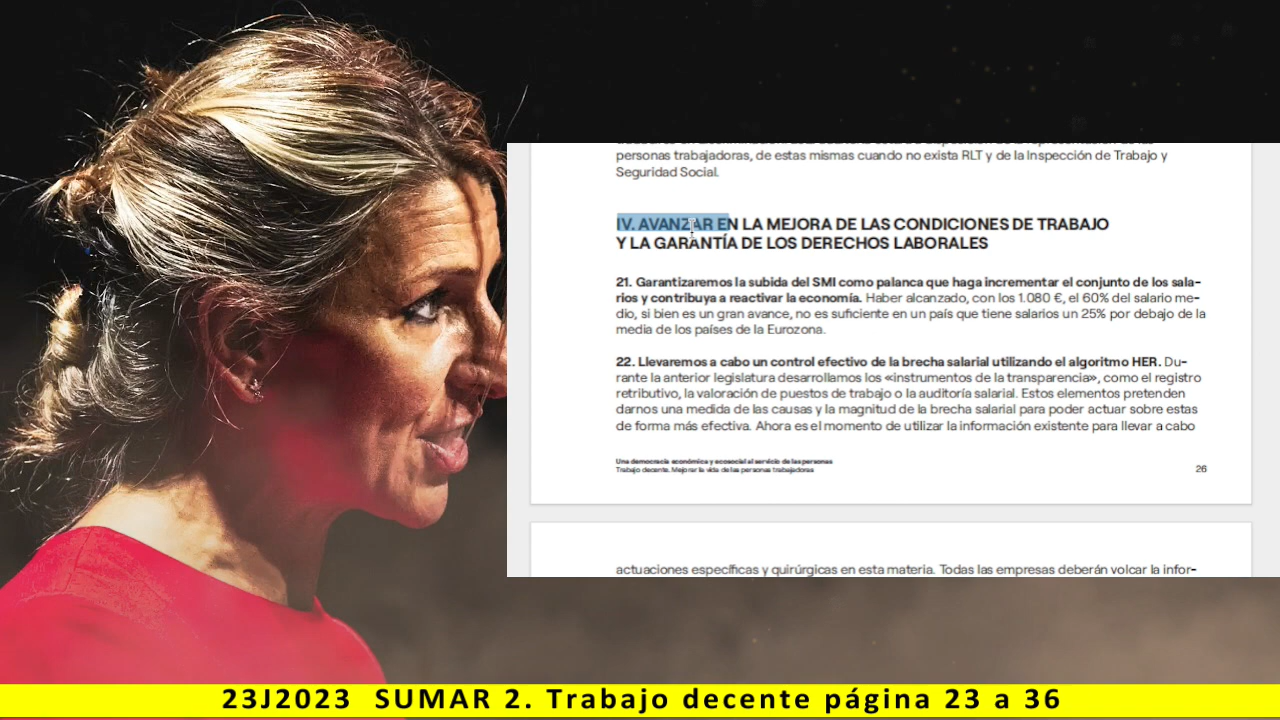 personas trabajadoras, de estas mismas cuando no exista RLT y de la Inspección de Trabajo y
Seguridad Social.
IV. AVANZAR EN LA MEJORA DE LAS CONDICIONES DE TRABAJO
Y LA GARANTÍA DE LOS DERECHOS LABORALES
21. Garantizaremos la subida del SMI como palanca que haga incrementar el conjunto de los sala-
rios y contribuya a reactivar la economía. Haber alcanzado, con los 1.080 €, el 60% del salario me-
dio, si bien es un gran avance, no es suficiente en un país que tiene salarios un 25% por debajo de la
media de los países de la Eurozona.
22. Llevaremos a cabo un control efectivo de la brecha salarial utilizando el algoritmo HER. Du-
rante la anterior legislatura desarrollamos los «instrumentos de la transparencia», como el registro
retributivo, la valoración de puestos de trabajo o la auditoría salarial. Estos elementos pretenden
darnos una medida de las causas y la magnitud de la brecha salarial para poder actuar sobre estas
de forma más efectiva. Ahora es el momento de utilizar la información existente para llevar a cabo
Una democracia económica y ecosocial al servicio de las personas
Trabajo decente. Mejorar la vida de las personas trabajadoras
26
actuaciones específicas y quirúrgicas en esta materia. Todas las empresas deberán volcar la infor-
23J2023 SUMAR 2. Trabajo decente página 23 a 36